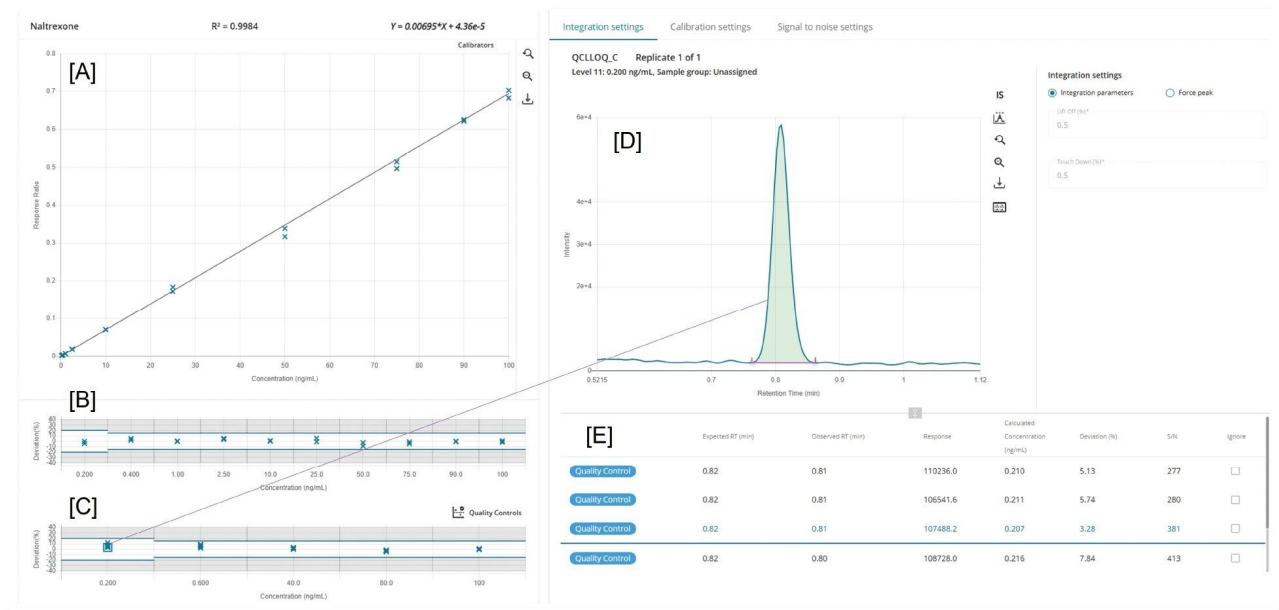 Naltrexone R² = 0.9984 Y = 0.00695*X + 4.36e-5
Calibrators
[A]
0.8
0.7
0.6
0.5
0.4
0.3
0.2
0.1
0
Response Ratio
0 10 20 30 40 50 60 70 80 90 100
Concentration (ng/mL)
[B]
Deviation(%)
0.200 0.400 1.00 2.50 10.0 25.0 50.0 75.0 90.0 100
Concentration (ng/mL)
[C]
Quality Controls
Deviation(%)
0.200 0.600 40.0 80.0 100
Concentration (ng/mL)
Integration settings Calibration settings Signal to noise settings
QCLLOQ_C Replicate 1 of 1
Level 11: 0.200 ng/mL, Sample group: Unassigned
IS
[D]
6e+4
4e+4
3e+4
2e+4
0
Intensity
0.5215 0.7 0.8 0.9 1 1.12
Retention Time (min)
Integration settings
Integration parameters Force peak
Lift Off (%)*
0.5
Touch Down (%)*
0.5
[E]
Expected RT (min) Observed RT (min) Response Calculated Concentration (ng/mL) Deviation (%) S/N Ignore
Quality Control 0.82 0.81 110236.0 0.210 5.13 277
Quality Control 0.82 0.81 106541.6 0.211 5.74 280
Quality Control 0.82 0.81 107488.2 0.207 3.28 381
Quality Control 0.82 0.80 108728.0 0.216 7.84 413